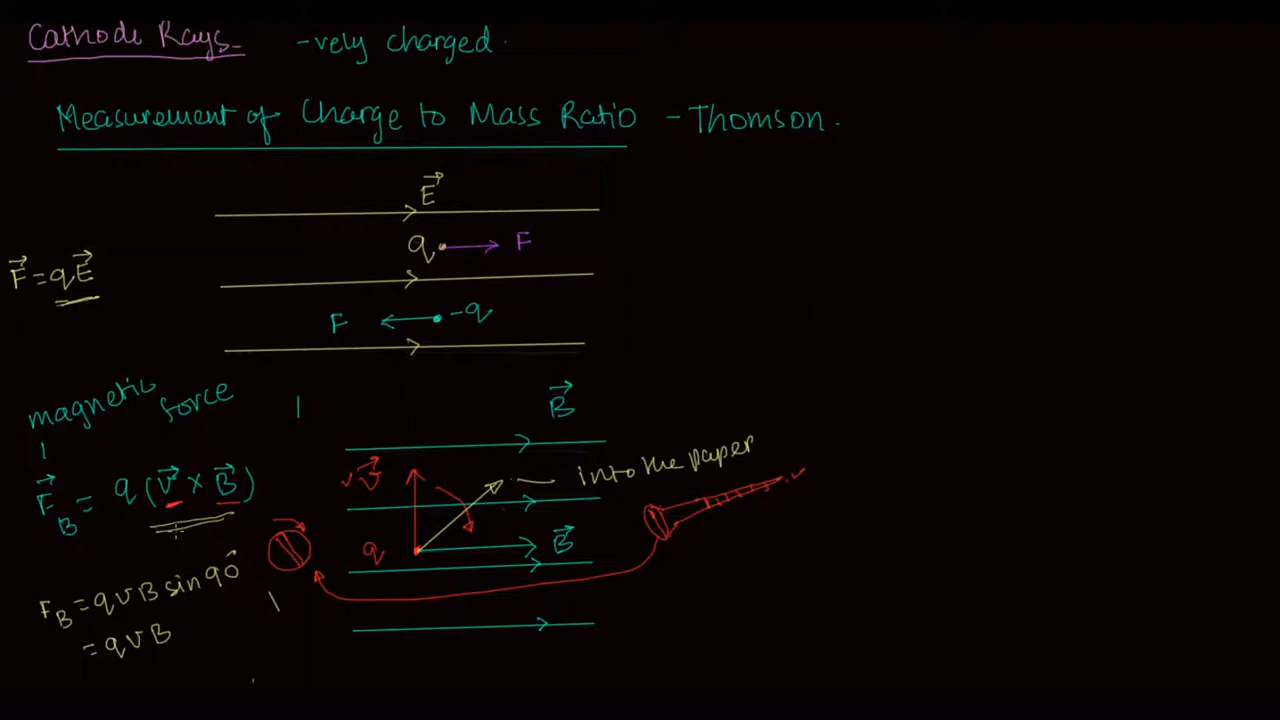 Cathode Rays - -vely charged.
Measurement of Charge to Mass Ratio - Thomson.
E⃗
q F
F⃗ = qE⃗
F -q
magnetic force
B⃗
into the paper
v⃗
F⃗_B = q(v⃗ × B⃗)
q B⃗
F_B = qvB sin 90°
= qvB